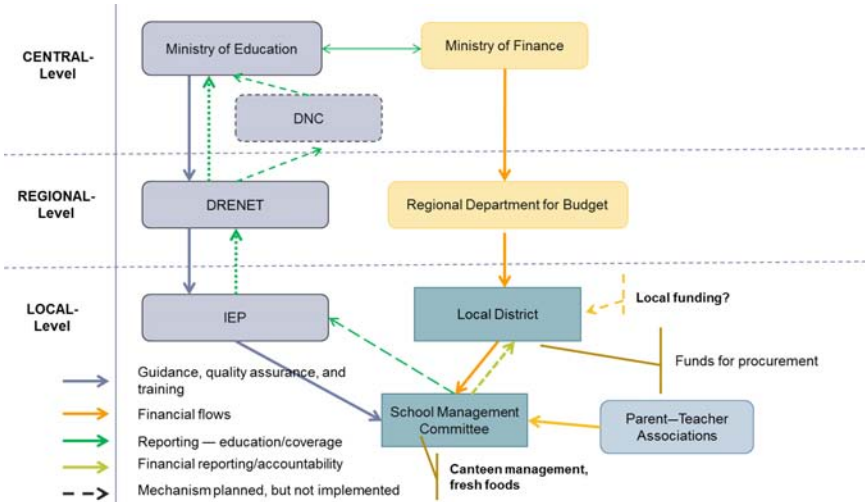 CENTRAL-
Level
Ministry of Education
Ministry of Finance
DNC
REGIONAL-
Level
DRENET
Regional Department for Budget
LOCAL-
Level
IEP
Local District
Local funding?
Funds for procurement
School Management
Committee
Parent—Teacher
Associations
Canteen management,
fresh foods
Guidance, quality assurance, and
training
Financial flows
Reporting — education/coverage
Financial reporting/accountability
Mechanism planned, but not implemented